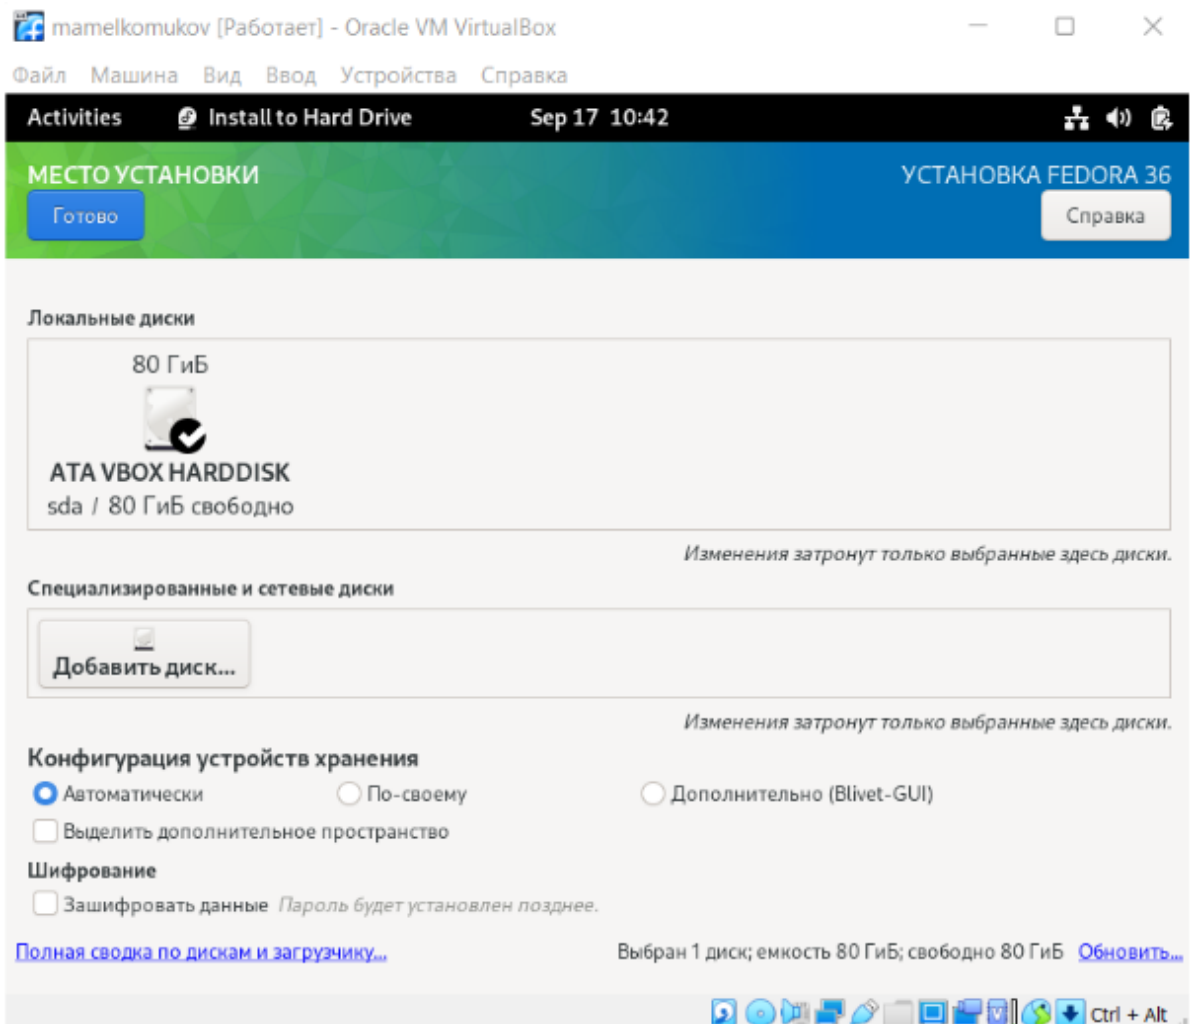 mamelkomukov [Работает] - Oracle VM VirtualBox
Файл Машина Вид Ввод Устройства Справка
Activities Install to Hard Drive Sep 17 10:42
МЕСТО УСТАНОВКИ УСТАНОВКА FEDORA 36
Готово Справка
Локальные диски
80 ГиБ
ATA VBOX HARDDISK
sda / 80 ГиБ свободно
Изменения затронут только выбранные здесь диски.
Специализированные и сетевые диски
Добавить диск...
Изменения затронут только выбранные здесь диски.
Конфигурация устройств хранения
Автоматически По-своему Дополнительно (Blivet-GUI)
Выделить дополнительное пространство
Шифрование
Зашифровать данные Пароль будет установлен позднее.
Полная сводка по дискам и загрузчику... Выбран 1 диск; емкость 80 ГиБ; свободно 80 ГиБ Обновить...
Ctrl + Alt